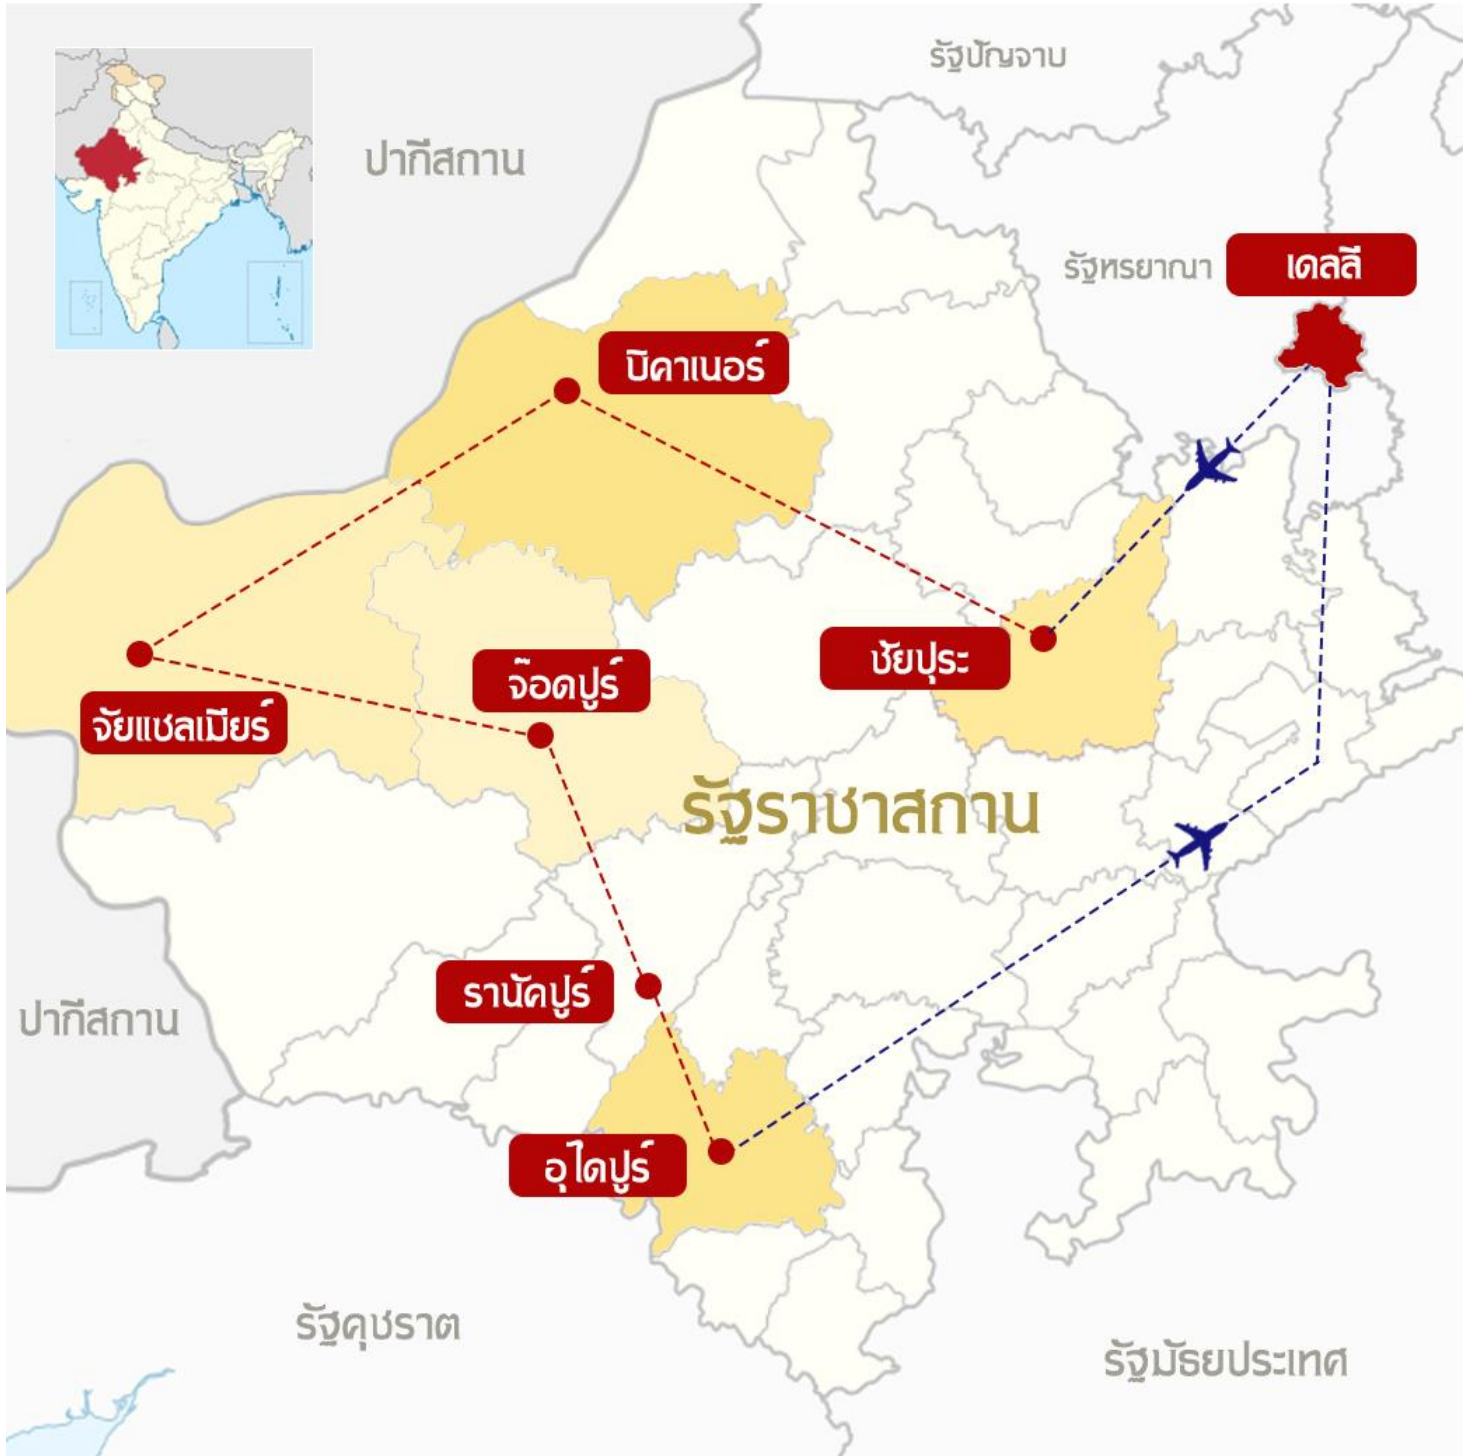 รัฐปัญจาบ
ปากีสถาน
รัฐหรยาณา
เดลลี
บิคาเนอร์
ชัยปุระ
จ๊อดปูร์
จัยแซลเมียร์
รัฐราชาสถาน
รานัคปูร์
ปากีสถาน
อุไดปูร์
รัฐคุชราต
รัฐมัธยประเทศ